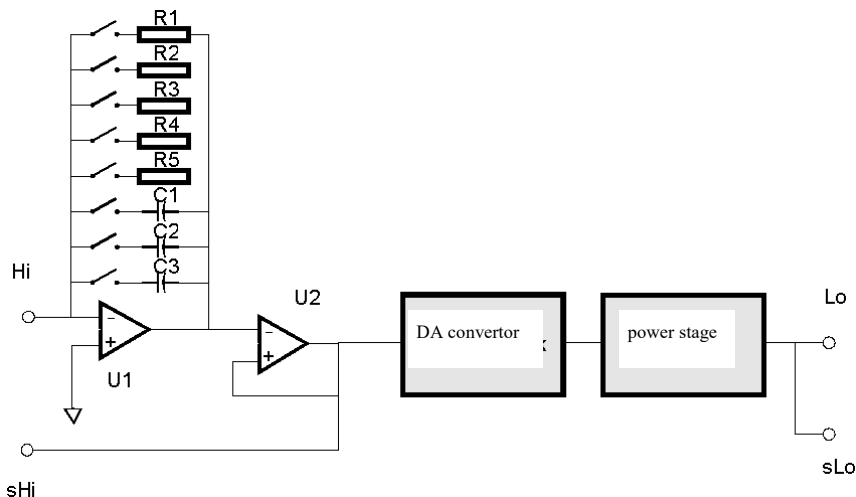 R1
R2
R3
R4
R5
C1
C2
C3
Hi
U1
U2
DA convertor
power stage
Lo
sHi
sLo